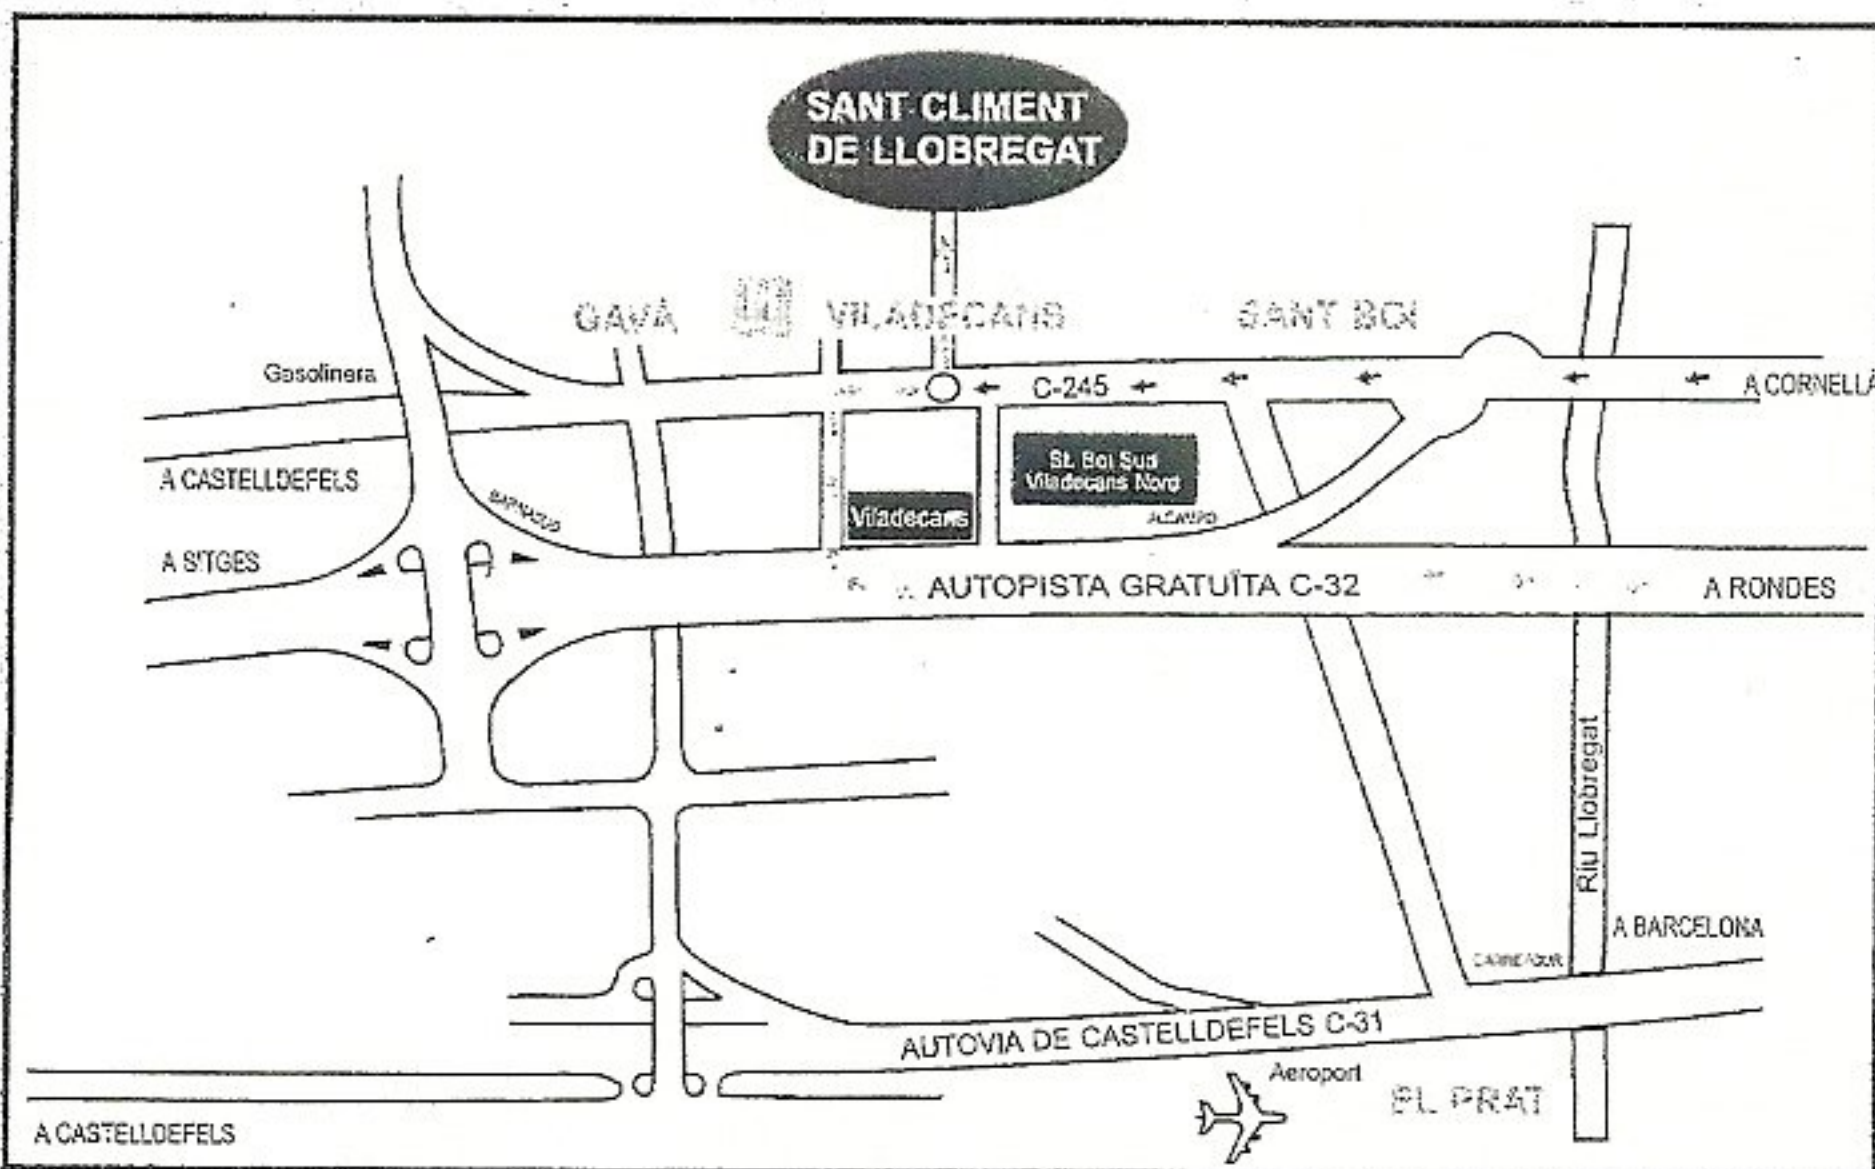 SANT CLIMENT
DE LLOBREGAT
GAVÀ
VILADECANS
SANT BOI
Gasolinera
C-245
A CORNELLÀ
A CASTELLDEFELS
St. Boi Sud
Viladecans Nord
Viladecans
ALCAMPO
A SITGES
AUTOPISTA GRATUÏTA C-32
A RONDES
Riu Llobregat
A BARCELONA
AUTOVIA DE CASTELLDEFELS C-31
Aeroport
EL PRAT
A CASTELLDEFELS